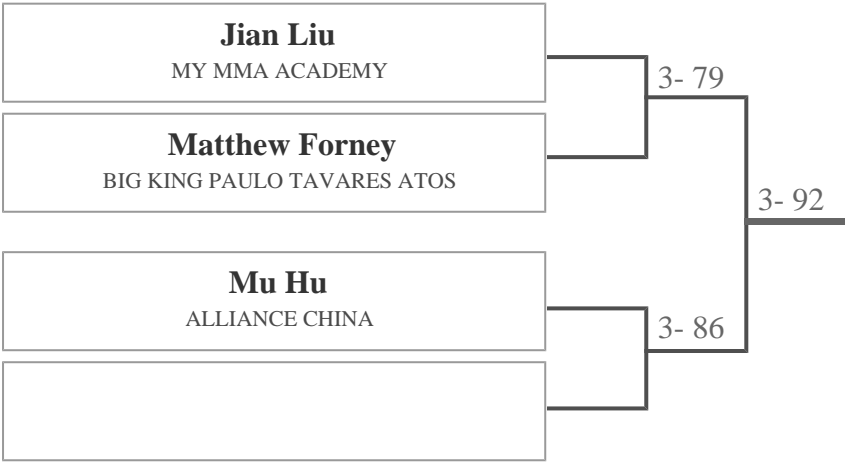 Jian Liu
MY MMA ACADEMY
3- 79
Matthew Forney
BIG KING PAULO TAVARES ATOS
3- 92
Mu Hu
ALLIANCE CHINA
3- 86